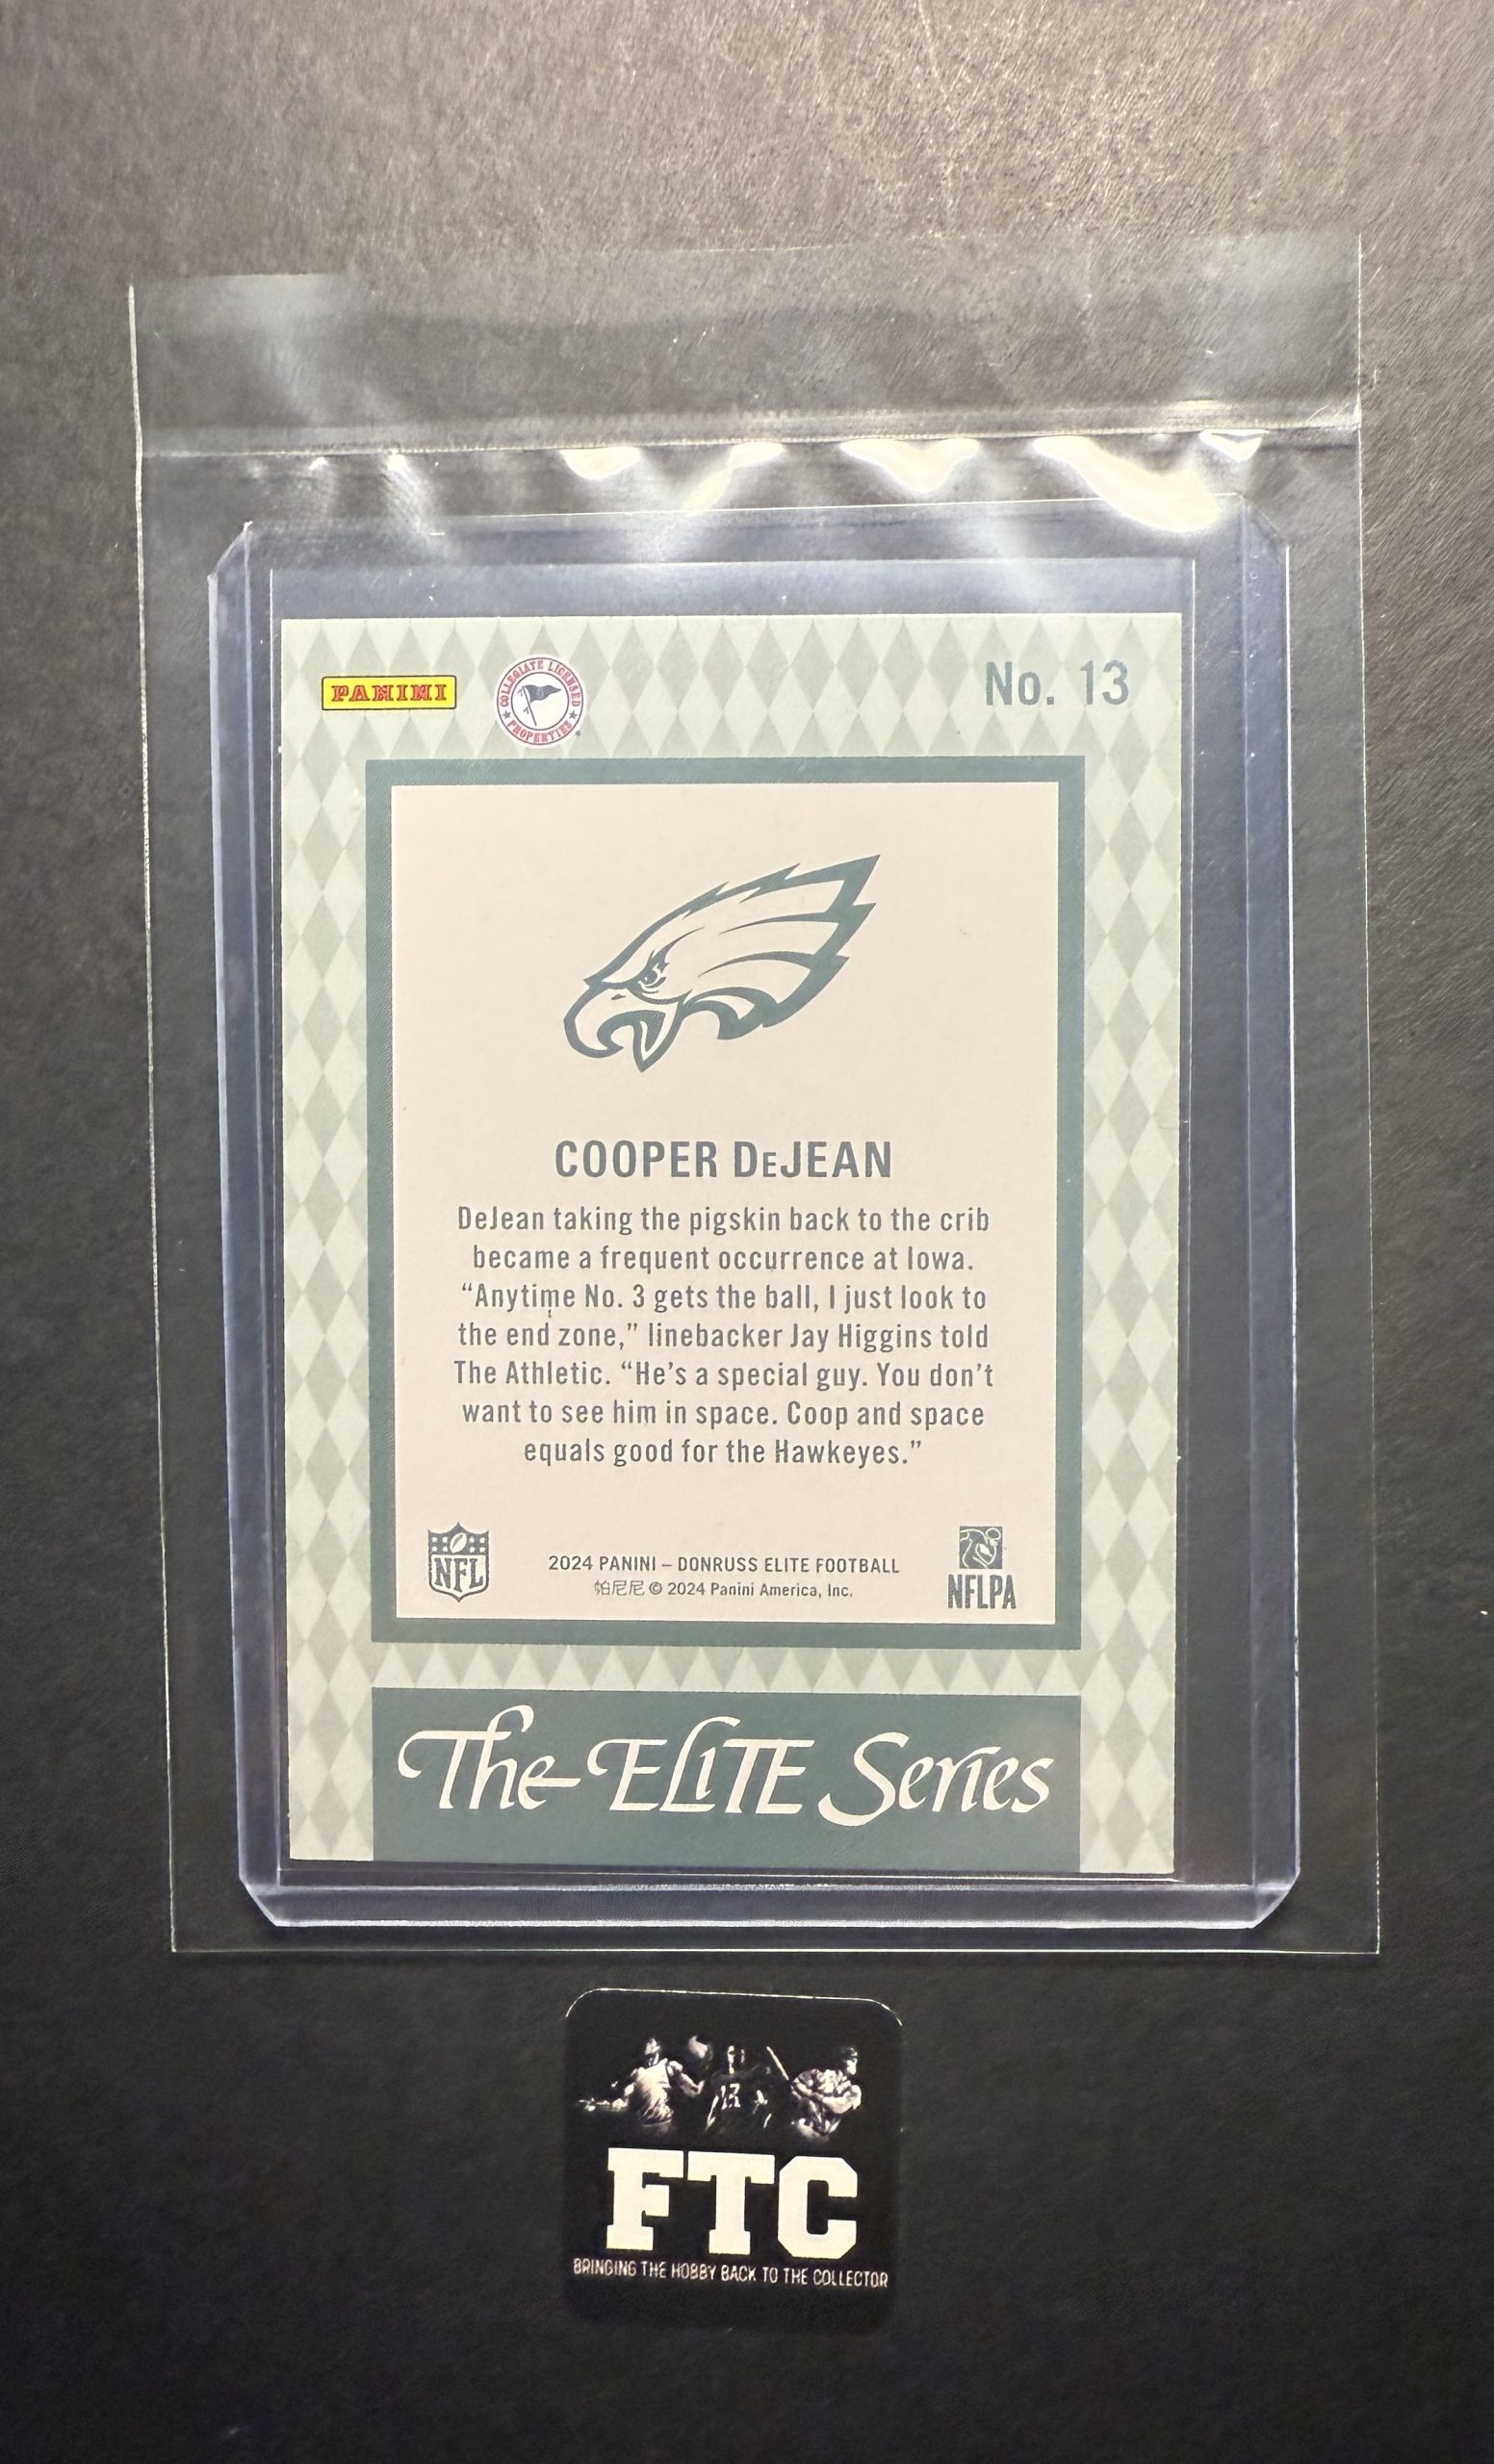 PANINI
COLLEGIATE LICENSED PROPERTIES
No. 13
COOPER DeJEAN
DeJean taking the pigskin back to the crib
became a frequent occurrence at Iowa.
“Anytime No. 3 gets the ball, I just look to
the end zone,” linebacker Jay Higgins told
The Athletic. “He’s a special guy. You don’t
want to see him in space. Coop and space
equals good for the Hawkeyes.”
NFL
2024 PANINI – DONRUSS ELITE FOOTBALL
帕尼尼 © 2024 Panini America, Inc.
NFLPA
The ELITE Series
13
FTC
BRINGING THE HOBBY BACK TO THE COLLECTOR